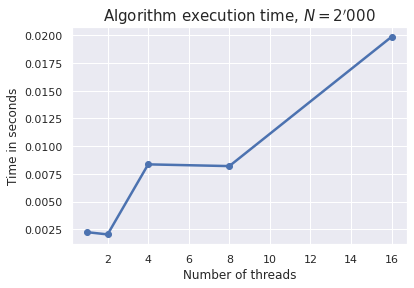 Algorithm execution time, N = 2'000
0.0200
0.0175
0.0150
0.0125
0.0100
0.0075
0.0050
0.0025
Time in seconds
2 4 6 8 10 12 14 16
Number of threads